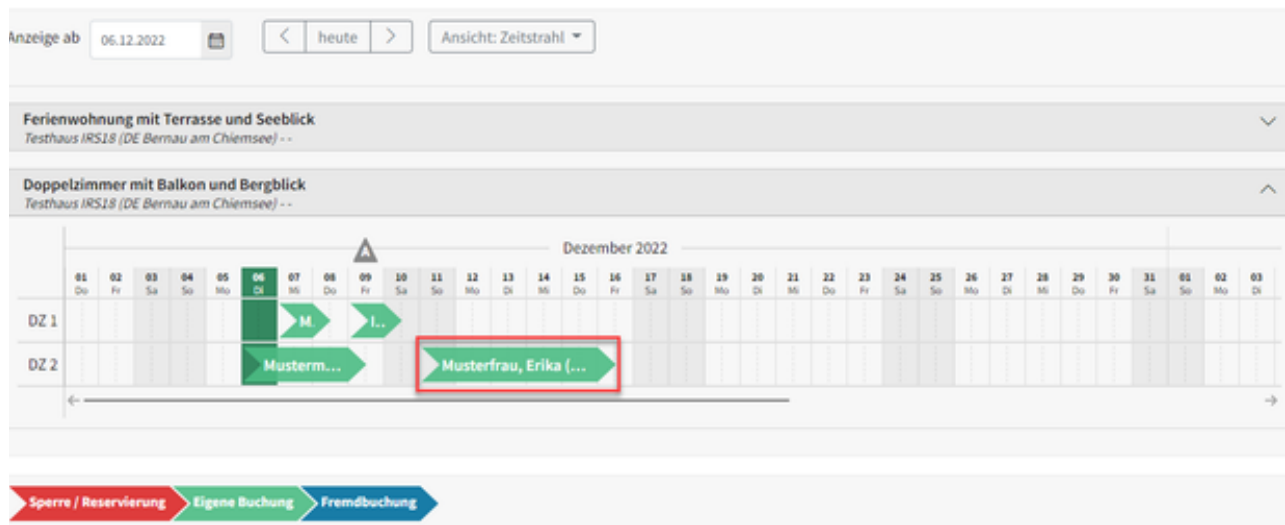 Anzeige ab 06.12.2022 heute Ansicht: Zeitstrahl
Ferienwohnung mit Terrasse und Seeblick
Testhaus IRS18 (DE Bernau am Chiemsee) - -
Doppelzimmer mit Balkon und Bergblick
Testhaus IRS18 (DE Bernau am Chiemsee) - -
A
Dezember 2022
01 02 03 04 05 06 07 08 09 10 11 12 13 14 15 16 17 18 19 20 21 22 23 24 25 26 27 28 29 30 31 01 02 03
Do Fr Sa So Mo Di Mi Do Fr Sa So Mo Di Mi Do Fr Sa So Mo Di Mi Do Fr Sa So Mo Di Mi Do Fr Sa So Mo Di
DZ 1 M. I...
DZ 2 Musterm... Musterfrau, Erika (...
Sperre / Reservierung Eigene Buchung Fremdbuchung